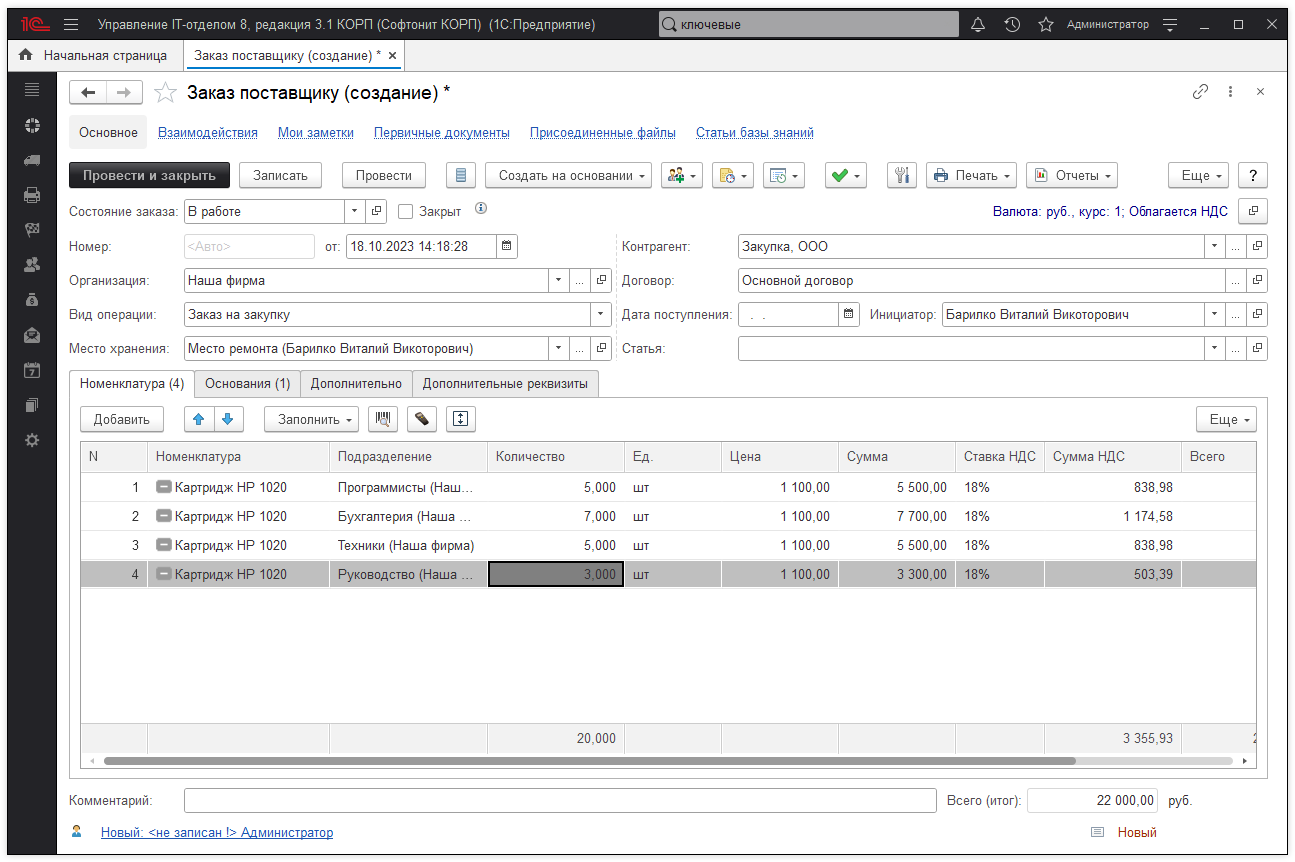 1С Управление IT-отделом 8, редакция 3.1 КОРП (Софтонит КОРП) (1С:Предприятие) ключевые Администратор
Начальная страница Заказ поставщику (создание) * ×
Заказ поставщику (создание) *
Основное Взаимодействия Мои заметки Первичные документы Присоединенные файлы Статьи базы знаний
Провести и закрыть Записать Провести Создать на основании Печать Отчеты Еще ?
Состояние заказа: В работе Закрыт Валюта: руб., курс: 1; Облагается НДС
Номер: <Авто> от: 18.10.2023 14:18:28 Контрагент: Закупка, ООО
Организация: Наша фирма ... Договор: Основной договор ...
Вид операции: Заказ на закупку Дата поступления: . . Инициатор: Барилко Виталий Викоторович ...
Место хранения: Место ремонта (Барилко Виталий Викоторович) ... Статья: ...
Номенклатура (4) Основания (1) Дополнительно Дополнительные реквизиты
Добавить Заполнить Еще
N Номенклатура Подразделение Количество Ед. Цена Сумма Ставка НДС Сумма НДС Всего
1 Картридж HP 1020 Программисты (Наш... 5,000 шт 1 100,00 5 500,00 18% 838,98
2 Картридж HP 1020 Бухгалтерия (Наша ... 7,000 шт 1 100,00 7 700,00 18% 1 174,58
3 Картридж HP 1020 Техники (Наша фирма) 5,000 шт 1 100,00 5 500,00 18% 838,98
4 Картридж HP 1020 Руководство (Наша ... 3,000 шт 1 100,00 3 300,00 18% 503,39
20,000 3 355,93
Комментарий: Всего (итог): 22 000,00 руб.
Новый: <не записан !> Администратор Новый